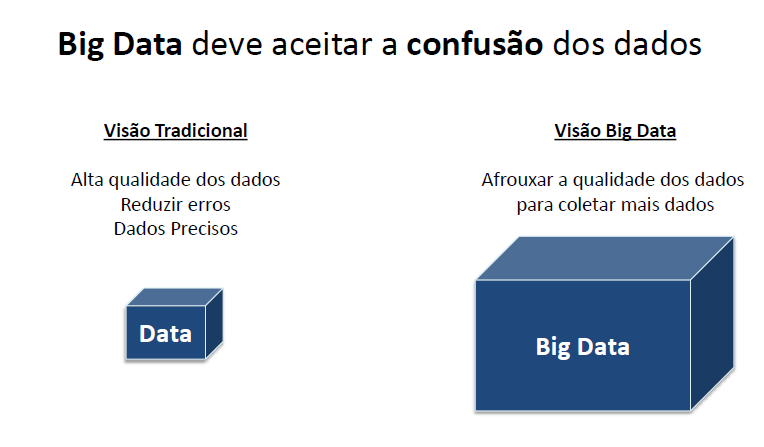 Big Data deve aceitar a confusão dos dados
Visão Tradicional
Alta qualidade dos dados
Reduzir erros
Dados Precisos
Data
Visão Big Data
Afrouxar a qualidade dos dados
para coletar mais dados
Big Data